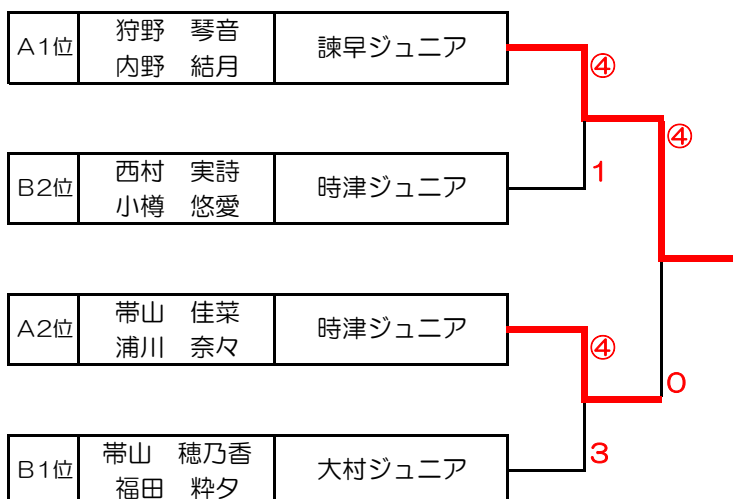 A1位 狩野 琴音 諫早ジュニア
内野 結月
④
④
B2位 西村 実詩 時津ジュニア 1
小樽 悠愛
A2位 帯山 佳菜 時津ジュニア
浦川 奈々
④
0
B1位 帯山 穂乃香 大村ジュニア 3
福田 粋夕